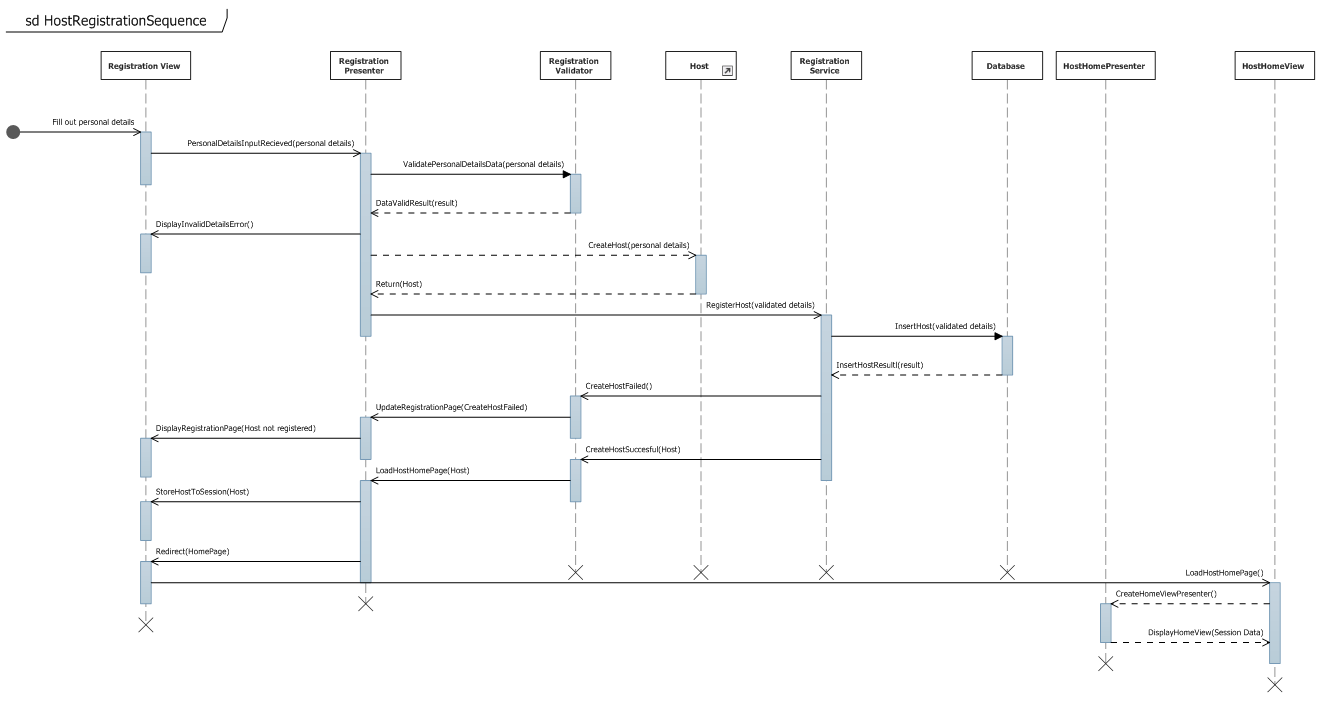 sd HostRegistrationSequence
Registration View
Registration
Presenter
Registration
Validator
Host
Registration
Service
Database
HostHomePresenter
HostHomeView
Fill out personal details
PersonalDetailsInputRecieved(personal details)
ValidatePersonalDetailsData(personal details)
DataValidResult(result)
DisplayInvalidDetailsError()
CreateHost(personal details)
Return(Host)
RegisterHost(validated details)
InsertHost(validated details)
InsertHostResultl(result)
CreateHostFailed()
UpdateRegistrationPage(CreateHostFailed)
DisplayRegistrationPage(Host not registered)
CreateHostSuccesful(Host)
LoadHostHomePage(Host)
StoreHostToSession(Host)
Redirect(HomePage)
LoadHostHomePage()
CreateHomeViewPresenter()
DisplayHomeView(Session Data)